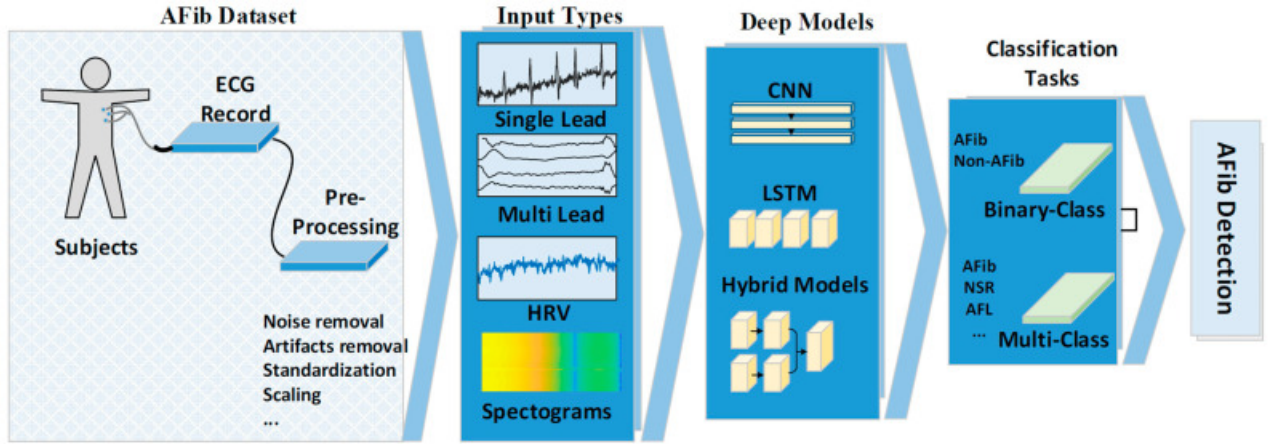 AFib Dataset
ECG
Record
Pre-
Processing
Subjects
Noise removal
Artifacts removal
Standardization
Scaling
...
Input Types
Single Lead
Multi Lead
HRV
Spectograms
Deep Models
CNN
LSTM
Hybrid Models
Classification
Tasks
AFib
Non-AFib
Binary-Class
AFib
NSR
AFL
...
Multi-Class
AFib Detection